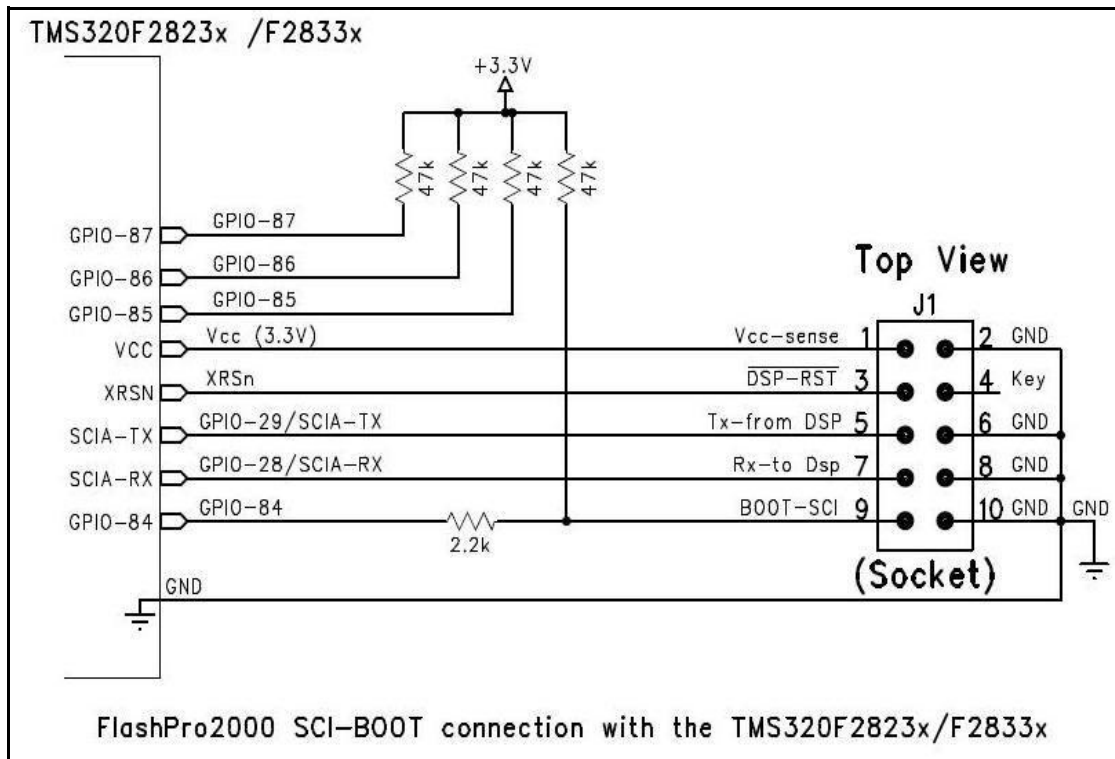 TMS320F2823x /F2833x
+3.3V
47k
47k
47k
47k
GPIO-87
GPIO-87
GPIO-86
GPIO-86
GPIO-85
GPIO-85
Top View
J1
VCC
Vcc (3.3V)
Vcc-sense
1
2
GND
XRSN
XRSn
DSP-RST
3
4
Key
SCIA-TX
GPIO-29/SCIA-TX
Tx-from DSP
5
6
GND
SCIA-RX
GPIO-28/SCIA-RX
Rx-to Dsp
7
8
GND
GPIO-84
GPIO-84
2.2k
BOOT-SCI
9
10
GND
GND
(Socket)
GND
FlashPro2000 SCI-BOOT connection with the TMS320F2823x/F2833x